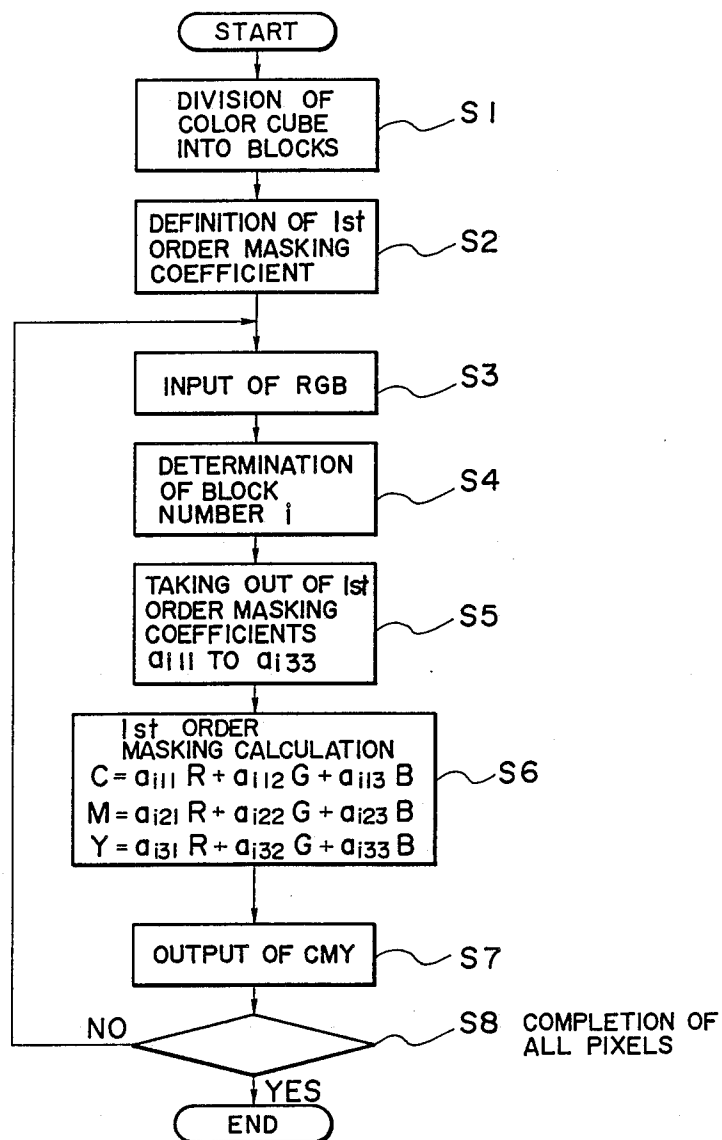 START
DIVISION OF
COLOR CUBE
INTO BLOCKS
S1
DEFINITION OF 1st
ORDER MASKING
COEFFICIENT
S2
INPUT OF RGB
S3
DETERMINATION
OF BLOCK
NUMBER i
S4
TAKING OUT OF 1st
ORDER MASKING
COEFFICIENTS
ai11 TO ai33
S5
1st ORDER
MASKING CALCULATION
C=ai11 R+ai12 G+ai13 B
M=ai21 R+ai22 G+ai23 B
Y=ai31 R+ai32 G+ai33 B
S6
OUTPUT OF CMY
S7
NO
S8 COMPLETION OF
ALL PIXELS
YES
END